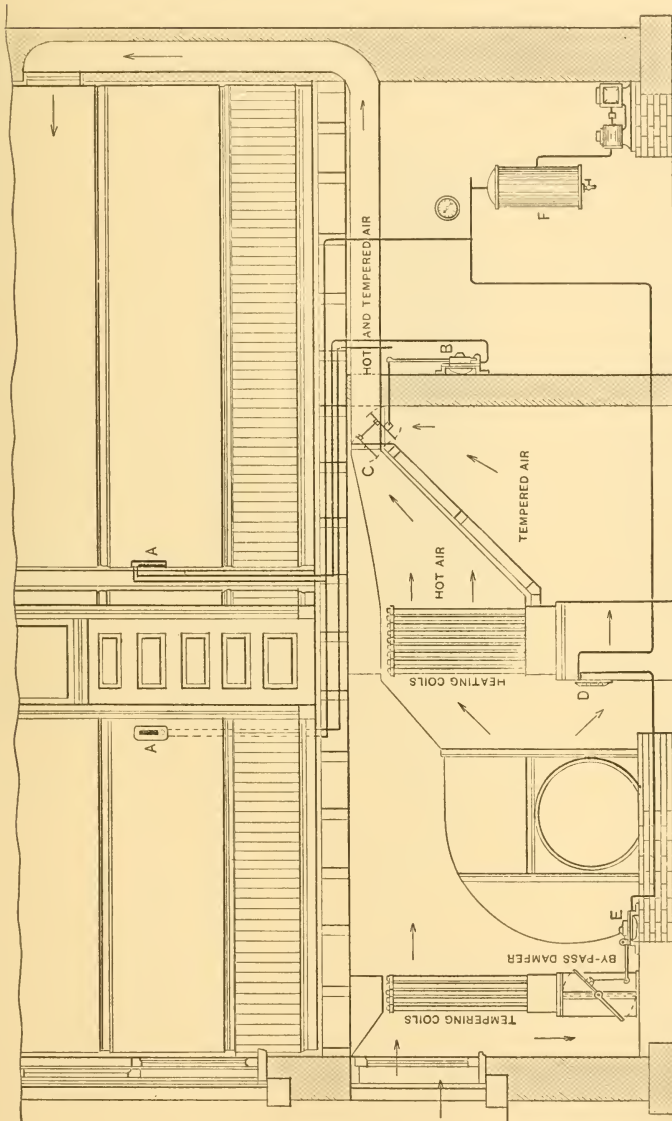 A
A
HOT AND TEMPERED AIR
B
C
F
HOT AIR
TEMPERED AIR
HEATING COILS
D
TEMPERING COILS
BY-PASS DAMPER
E